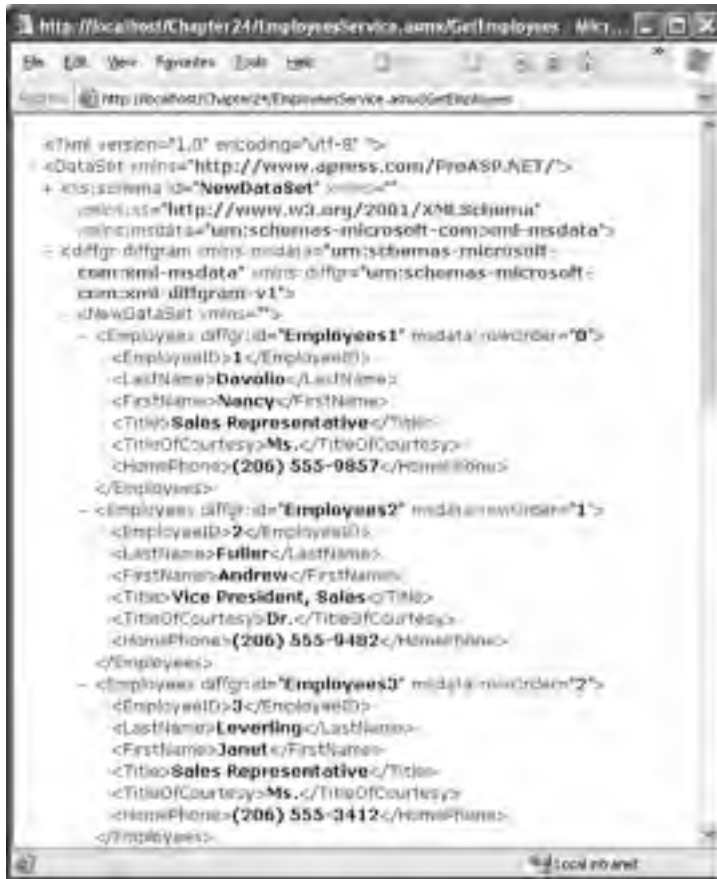 http://localhost/Chapter24/EmployeesService.asmx/GetEmployees - Micr...
File Edit View Favorites Tools Help
Address http://localhost/Chapter24/EmployeesService.asmx/GetEmployees
<?xml version="1.0" encoding="utf-8" ?>
- <DataSet xmlns="http://www.apress.com/ProASP.NET/">
+ <xs:schema id="NewDataSet" xmlns=""
xmlns:xs="http://www.w3.org/2001/XMLSchema"
xmlns:msdata="urn:schemas-microsoft-com:xml-msdata">
- <diffgr:diffgram xmlns:msdata="urn:schemas-microsoft-
com:xml-msdata" xmlns:diffgr="urn:schemas-microsoft-
com:xml-diffgram-v1">
- <NewDataSet xmlns="">
- <Employees diffgr:id="Employees1" msdata:rowOrder="0">
<EmployeeID>1</EmployeeID>
<LastName>Davolio</LastName>
<FirstName>Nancy</FirstName>
<Title>Sales Representative</Title>
<TitleOfCourtesy>Ms.</TitleOfCourtesy>
<HomePhone>(206) 555-9857</HomePhone>
</Employees>
- <Employees diffgr:id="Employees2" msdata:rowOrder="1">
<EmployeeID>2</EmployeeID>
<LastName>Fuller</LastName>
<FirstName>Andrew</FirstName>
<Title>Vice President, Sales</Title>
<TitleOfCourtesy>Dr.</TitleOfCourtesy>
<HomePhone>(206) 555-9482</HomePhone>
</Employees>
- <Employees diffgr:id="Employees3" msdata:rowOrder="2">
<EmployeeID>3</EmployeeID>
<LastName>Leverling</LastName>
<FirstName>Janet</FirstName>
<Title>Sales Representative</Title>
<TitleOfCourtesy>Ms.</TitleOfCourtesy>
<HomePhone>(206) 555-3412</HomePhone>
</Employees>
Local intranet